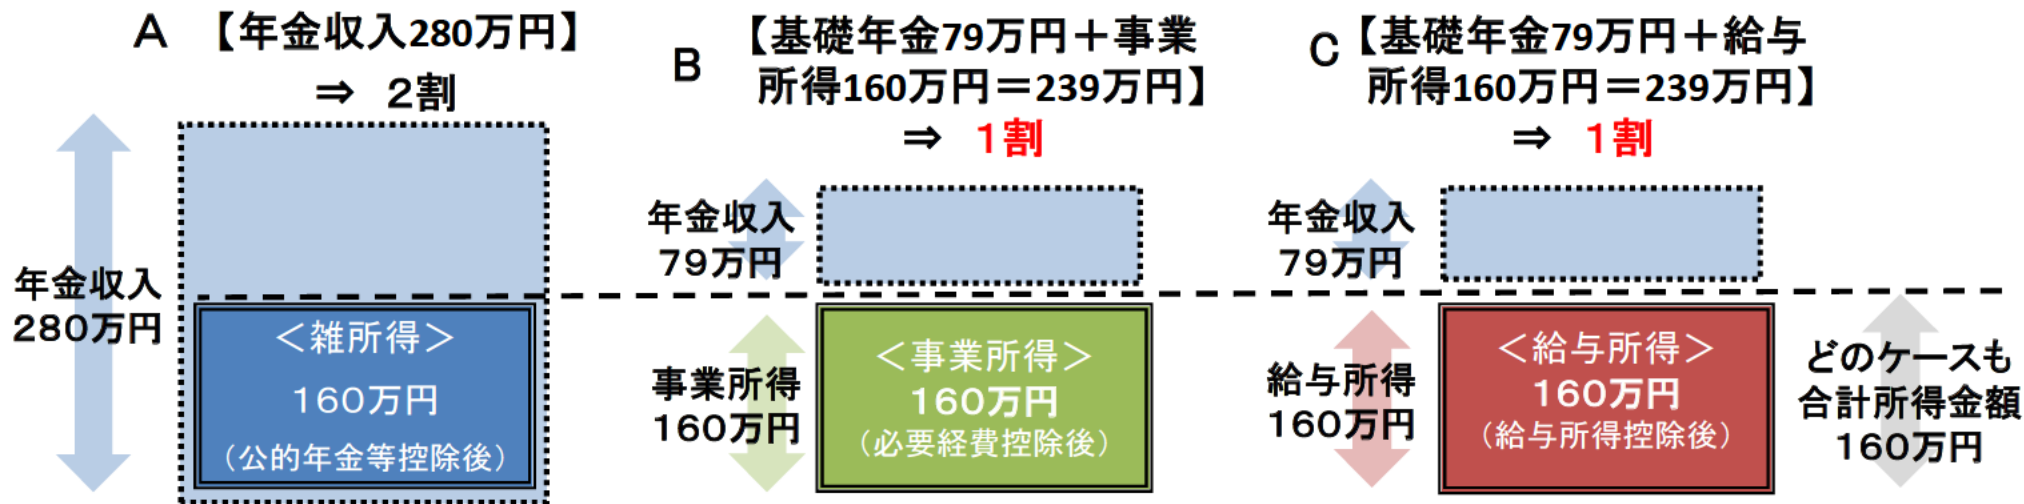 A 【年金収入280万円】
⇒ 2割
年金収入
280万円
＜雑所得＞
160万円
（公的年金等控除後）
B 【基礎年金79万円＋事業
所得160万円＝239万円】
⇒ 1割
年金収入
79万円
事業所得
160万円
＜事業所得＞
160万円
（必要経費控除後）
C 【基礎年金79万円＋給与
所得160万円＝239万円】
⇒ 1割
年金収入
79万円
給与所得
160万円
＜給与所得＞
160万円
（給与所得控除後）
どのケースも
合計所得金額
160万円